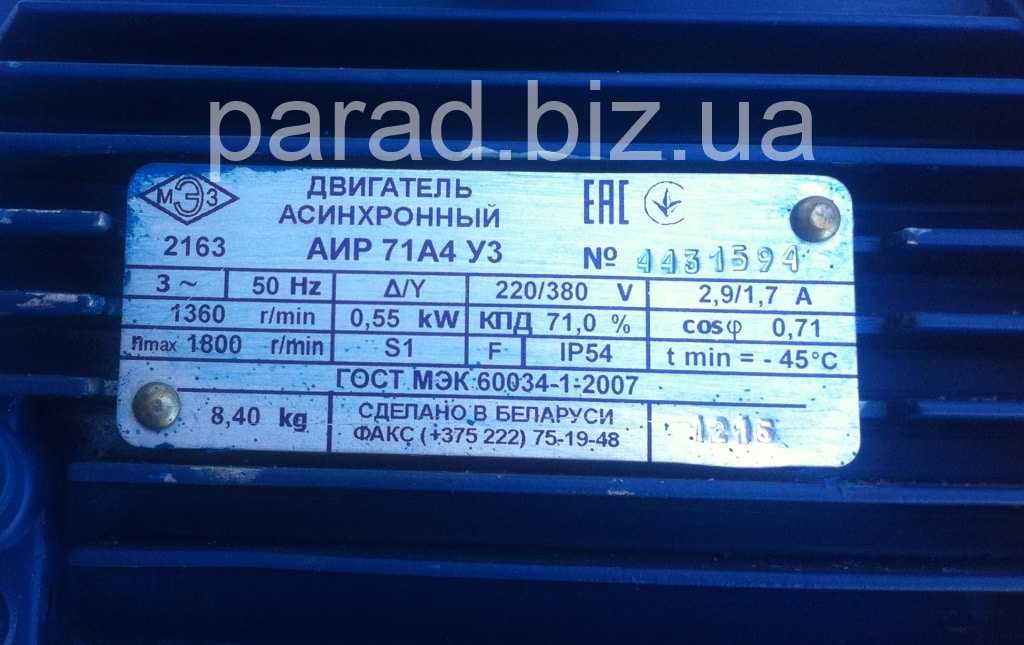 parad.biz.ua
МЭЗ
ДВИГАТЕЛЬ
АСИНХРОННЫЙ
EAC
2163 АИР 71А4 У3 № 4431594
3 ~ 50 Hz Δ/Y 220/380 V 2,9/1,7 A
1360 r/min 0,55 kW КПД 71,0 % cosφ 0,71
nmax 1800 r/min S1 F IP54 t min = - 45°C
ГОСТ МЭК 60034-1-2007
8,40 kg СДЕЛАНО В БЕЛАРУСИ 1216
ФАКС (+375 222) 75-19-48